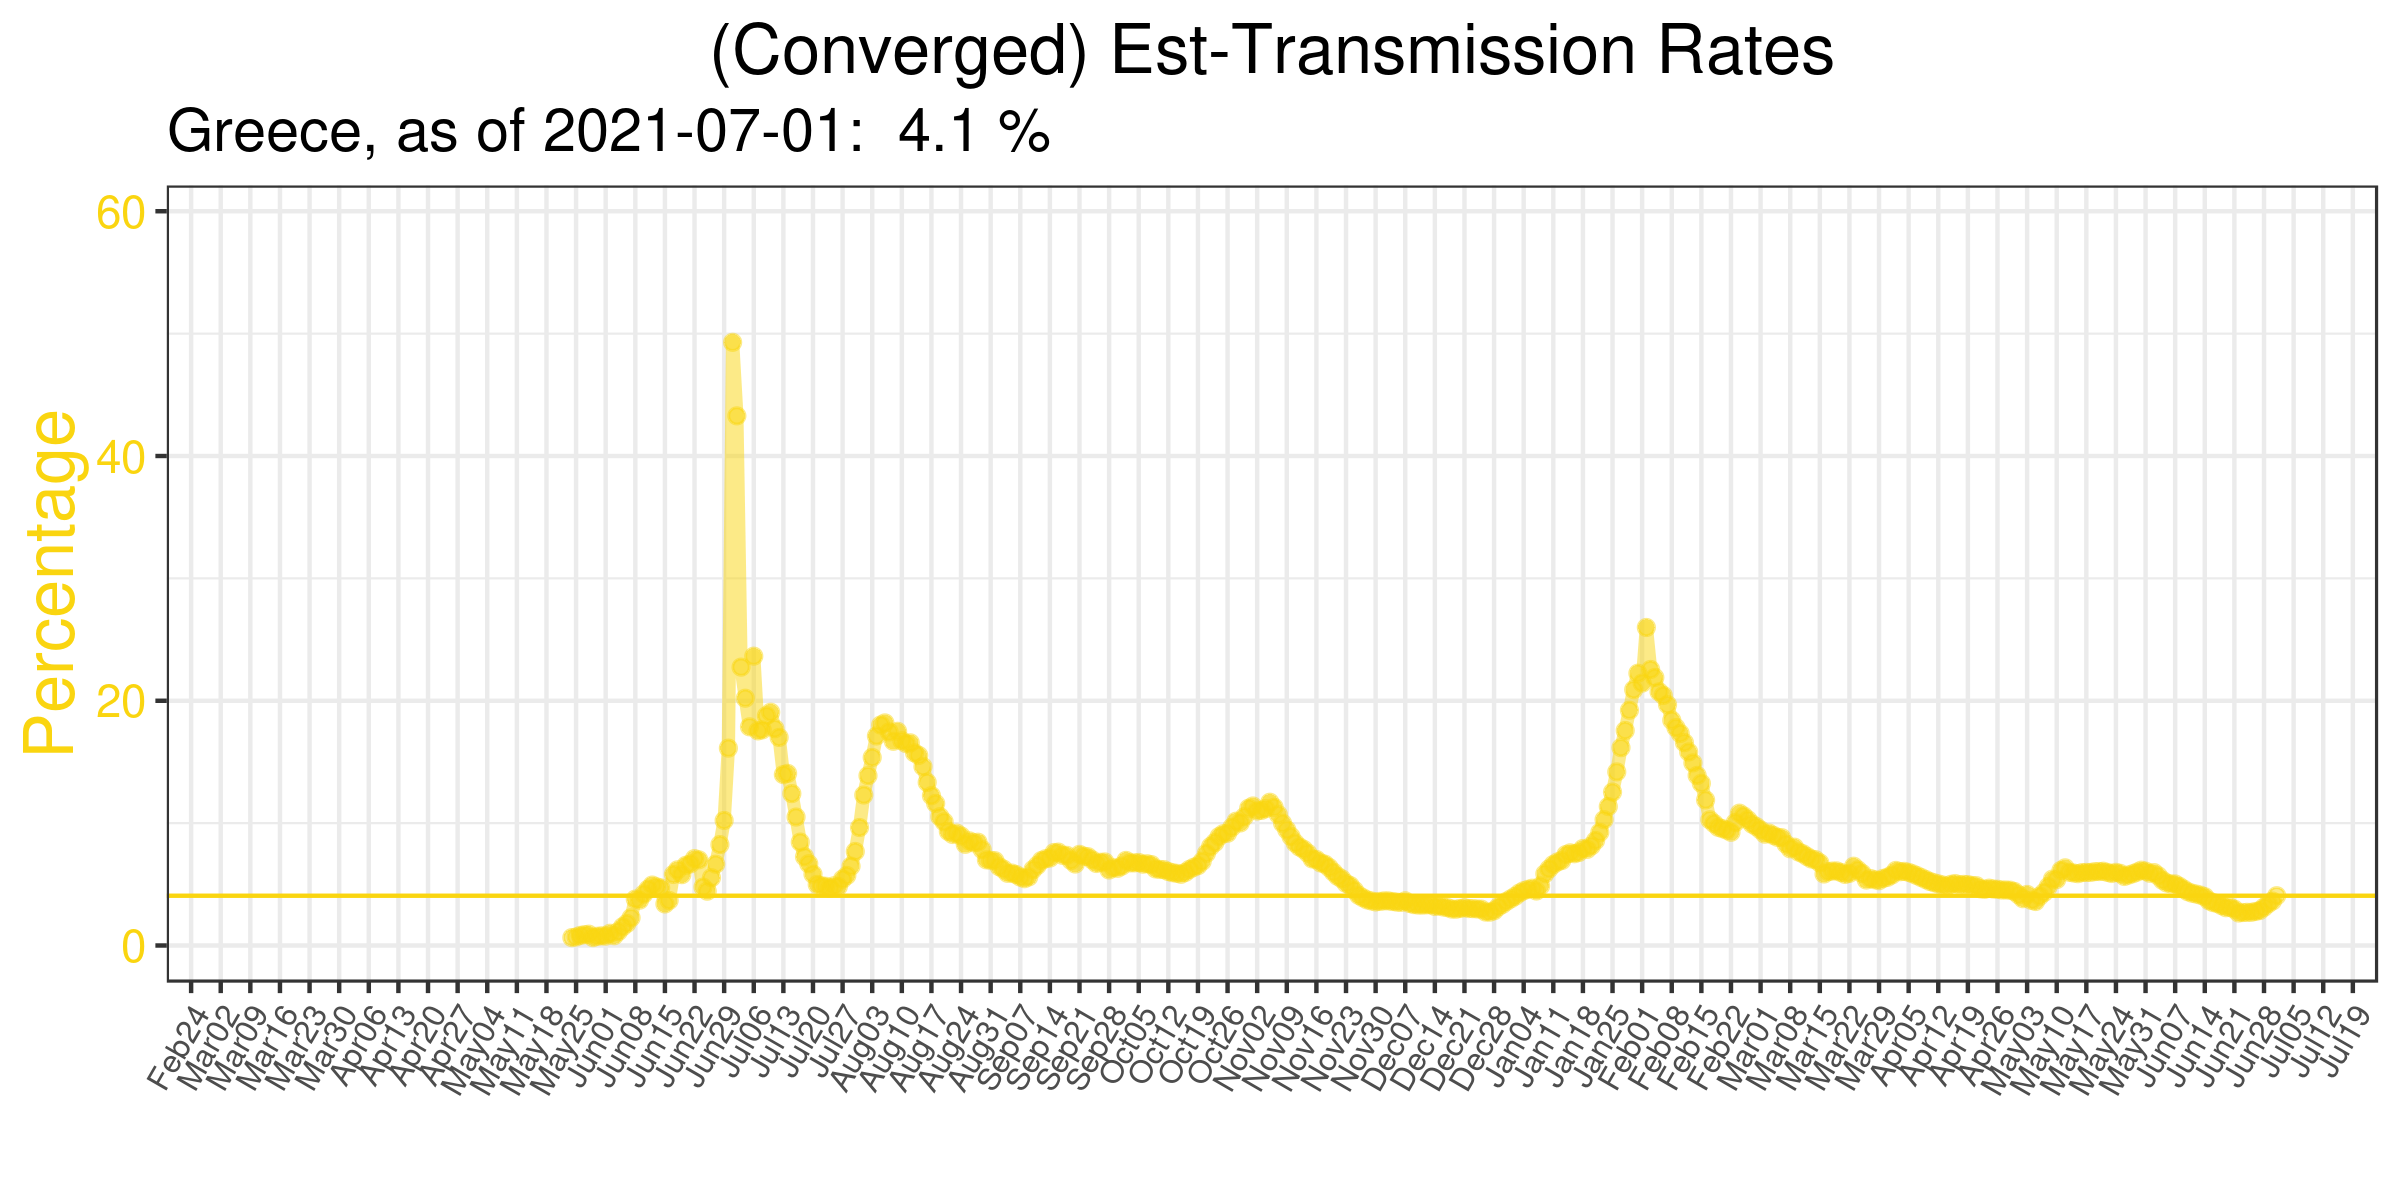 (Converged) Est-Transmission Rates
Greece, as of 2021-07-01:  4.1 %
Percentage
60
40
20
0
Feb24
Mar02
Mar09
Mar16
Mar23
Mar30
Apr06
Apr13
Apr20
Apr27
May04
May11
May18
May25
Jun01
Jun08
Jun15
Jun22
Jun29
Jul06
Jul13
Jul20
Jul27
Aug03
Aug10
Aug17
Aug24
Aug31
Sep07
Sep14
Sep21
Sep28
Oct05
Oct12
Oct19
Oct26
Nov02
Nov09
Nov16
Nov23
Nov30
Dec07
Dec14
Dec21
Dec28
Jan04
Jan11
Jan18
Jan25
Feb01
Feb08
Feb15
Feb22
Mar01
Mar08
Mar15
Mar22
Mar29
Apr05
Apr12
Apr19
Apr26
May03
May10
May17
May24
May31
Jun07
Jun14
Jun21
Jun28
Jul05
Jul12
Jul19